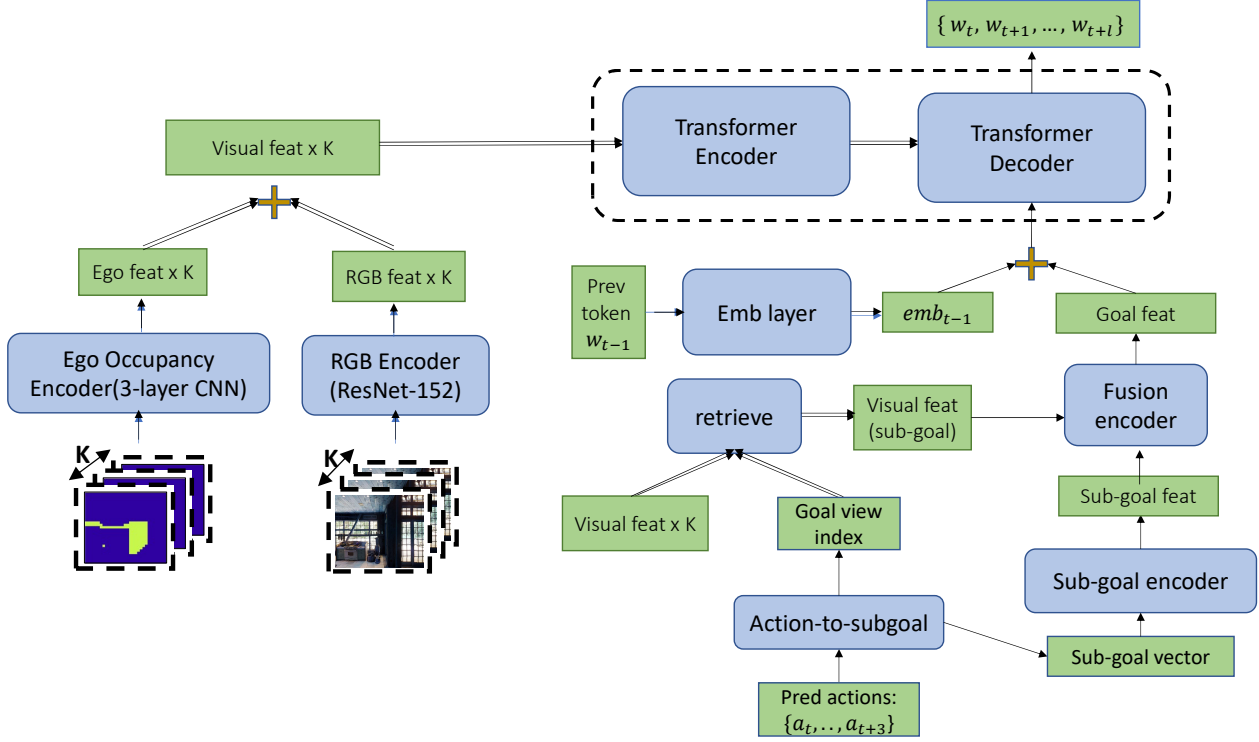 { w_t, w_{t+1}, ..., w_{t+l} }
Transformer
Encoder
Transformer
Decoder
Visual feat x K
Ego feat x K
RGB feat x K
Prev
token
w_{t−1}
Emb layer
emb_{t−1}
Goal feat
Ego Occupancy
Encoder(3-layer CNN)
RGB Encoder
(ResNet-152)
retrieve
Visual feat
(sub-goal)
Fusion
encoder
K
K
Visual feat x K
Goal view
index
Sub-goal feat
Sub-goal encoder
Action-to-subgoal
Sub-goal vector
Pred actions:
{a_t,..,a_{t+3}}